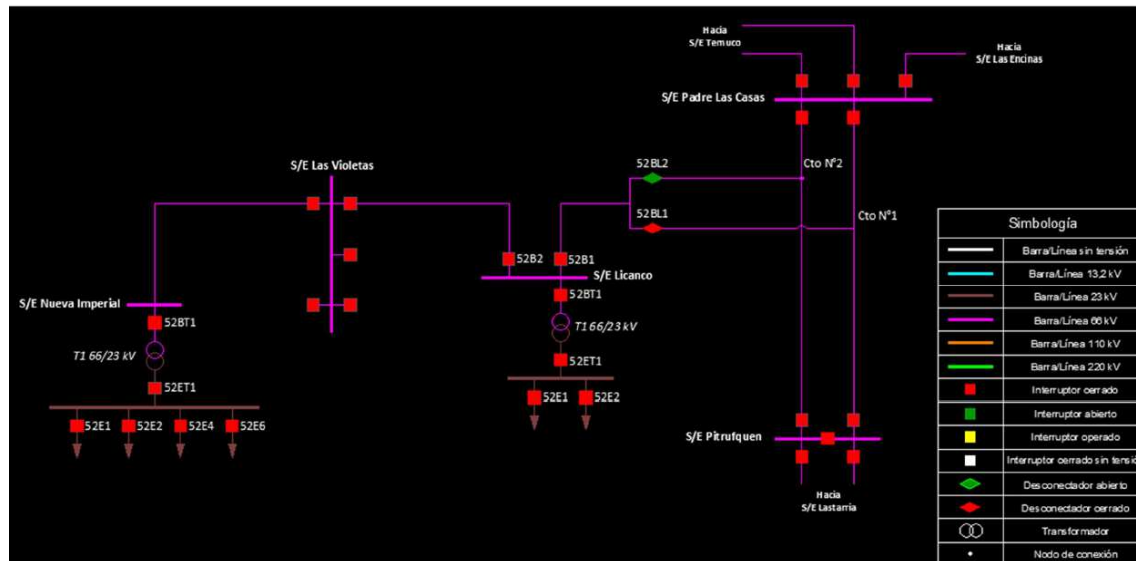 Hacia
S/E Temuco
Hacia
S/E Las Encinas
S/E Padre Las Casas
S/E Las Violetas
52BL2
Cto N°2
52BL1
Cto N°1
52B2
52B1
S/E Licanco
S/E Nueva Imperial
52BT1
52BT1
T1 66/23 kV
T1 66/23 kV
52ET1
52ET1
52E1
52E2
52E4
52E6
52E1
52E2
S/E Pitrufquen
Hacia
S/E Lastarria
Simbología
Barra/Línea sin tensión
Barra/Línea 13,2 kV
Barra/Línea 23 kV
Barra/Línea 66 kV
Barra/Línea 110 kV
Barra/Línea 220 kV
Interruptor cerrado
Interruptor abierto
Interruptor operado
Interruptor cerrado sin tensió
Desconectador abierto
Desconectador cerrado
Transformador
Nodo de conexión